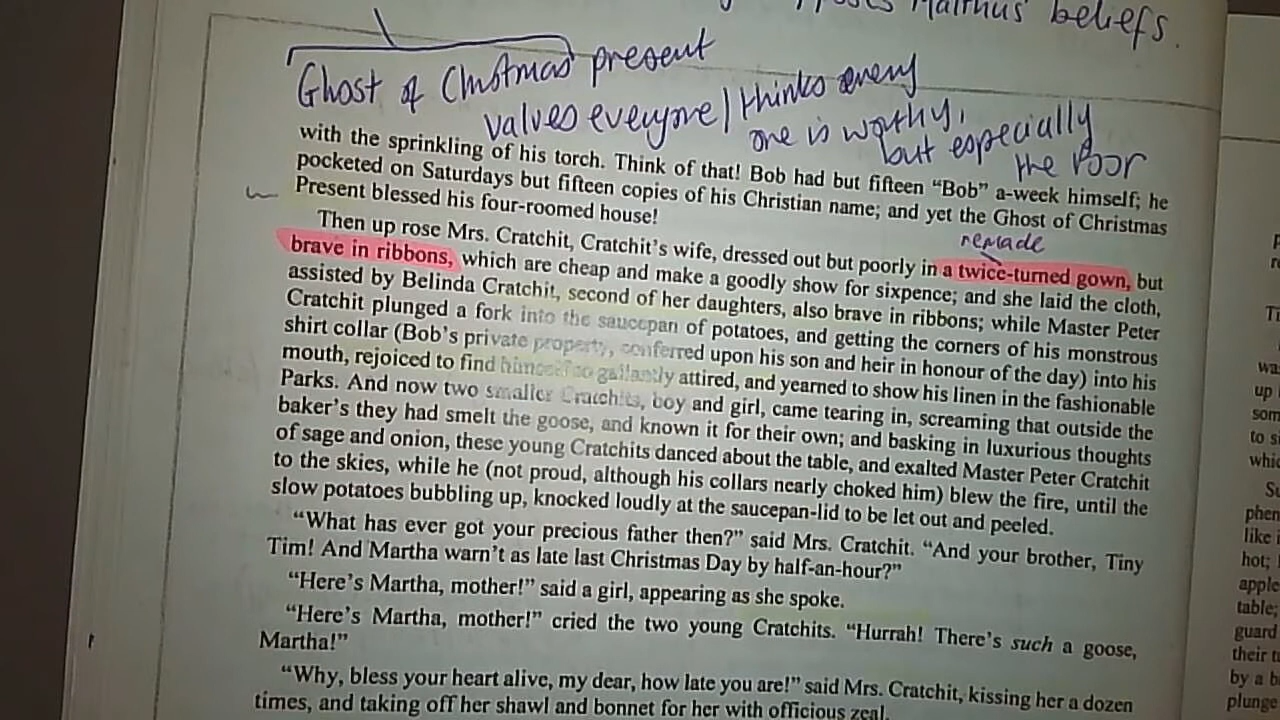 Malthus' beliefs.
Ghost of Christmas present
values everyone / thinks every
one is worthy,
but especially
the Poor
with the sprinkling of his torch. Think of that! Bob had but fifteen “Bob” a-week himself; he
pocketed on Saturdays but fifteen copies of his Christian name; and yet the Ghost of Christmas
Present blessed his four-roomed house!
remade
Then up rose Mrs. Cratchit, Cratchit’s wife, dressed out but poorly in a twice-turned gown, but
brave in ribbons, which are cheap and make a goodly show for sixpence; and she laid the cloth,
assisted by Belinda Cratchit, second of her daughters, also brave in ribbons; while Master Peter
Cratchit plunged a fork into the saucepan of potatoes, and getting the corners of his monstrous
shirt collar (Bob’s private property, conferred upon his son and heir in honour of the day) into his
mouth, rejoiced to find himself so gallantly attired, and yearned to show his linen in the fashionable
Parks. And now two smaller Cratchits, boy and girl, came tearing in, screaming that outside the
baker’s they had smelt the goose, and known it for their own; and basking in luxurious thoughts
of sage and onion, these young Cratchits danced about the table, and exalted Master Peter Cratchit
to the skies, while he (not proud, although his collars nearly choked him) blew the fire, until the
slow potatoes bubbling up, knocked loudly at the saucepan-lid to be let out and peeled.
“What has ever got your precious father then?” said Mrs. Cratchit. “And your brother, Tiny
Tim! And Martha warn’t as late last Christmas Day by half-an-hour?”
“Here’s Martha, mother!” said a girl, appearing as she spoke.
“Here’s Martha, mother!” cried the two young Cratchits. “Hurrah! There’s such a goose,
Martha!”
“Why, bless your heart alive, my dear, how late you are!” said Mrs. Cratchit, kissing her a dozen
times, and taking off her shawl and bonnet for her with officious zeal.
up
to
like
hot;
apple
table;
guard
their
by a
plunge